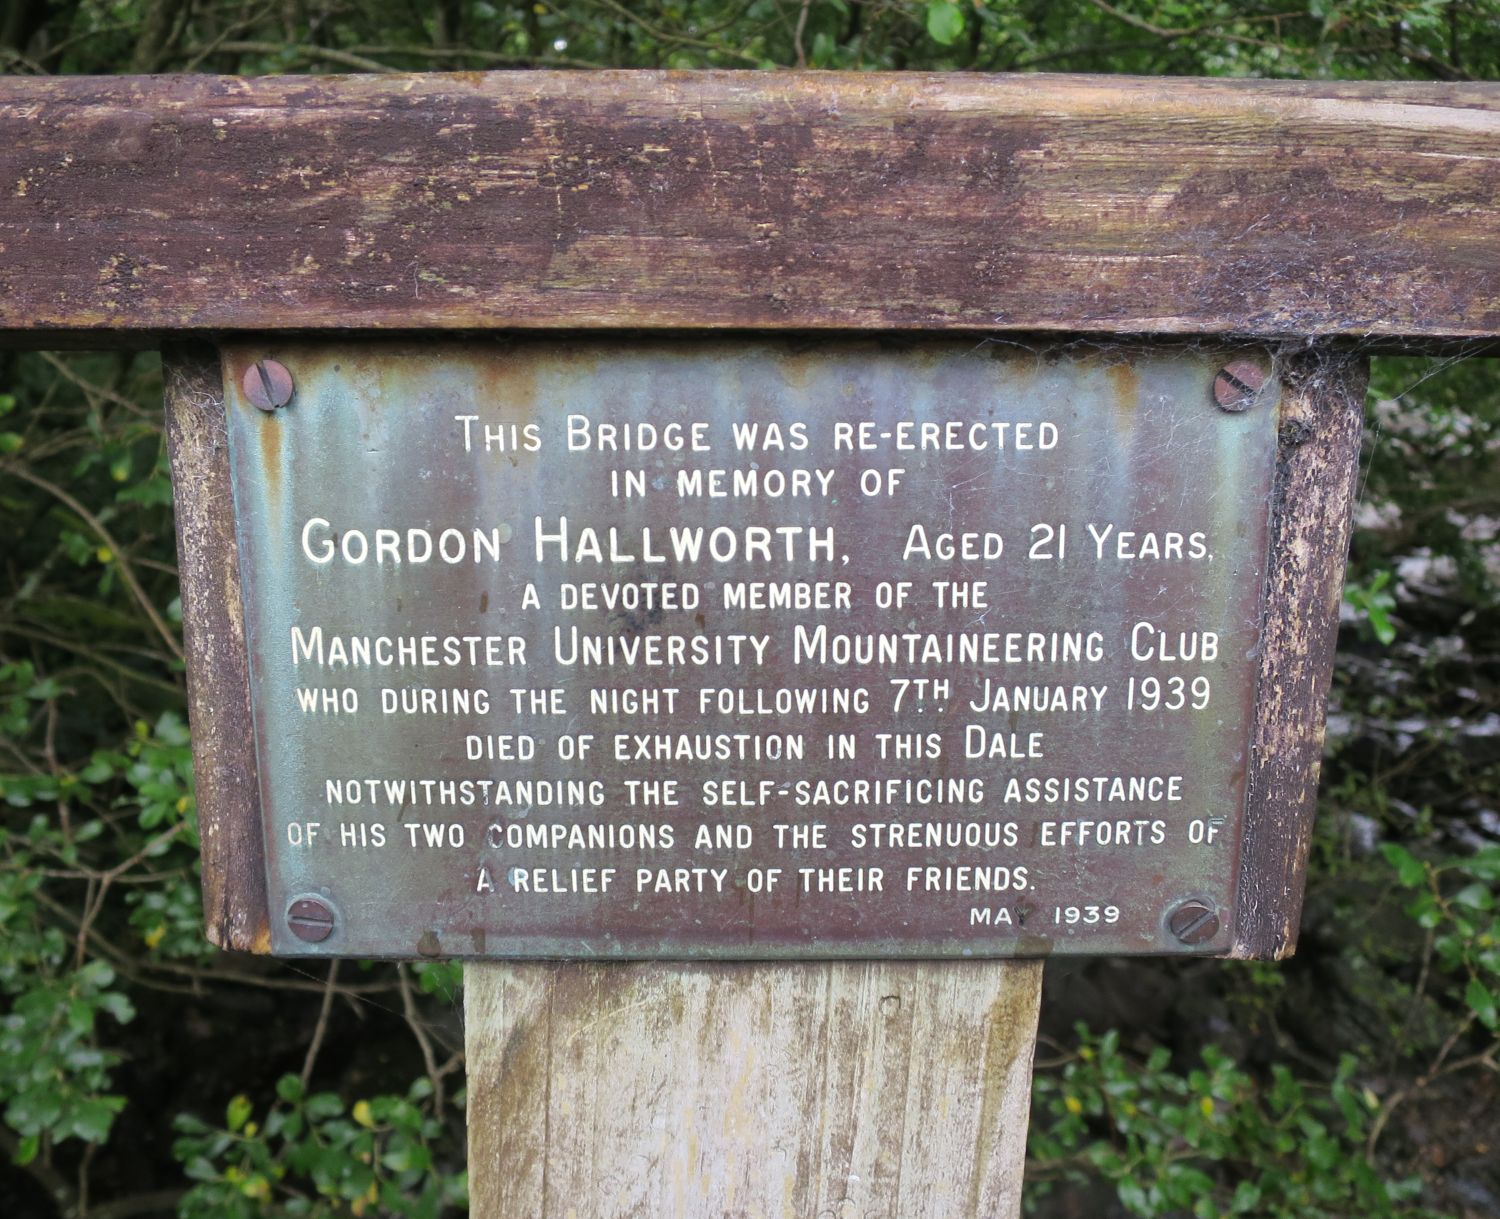 THIS BRIDGE WAS RE-ERECTED
IN MEMORY OF
GORDON HALLWORTH, AGED 21 YEARS,
A DEVOTED MEMBER OF THE
MANCHESTER UNIVERSITY MOUNTAINEERING CLUB
WHO DURING THE NIGHT FOLLOWING 7TH JANUARY 1939
DIED OF EXHAUSTION IN THIS DALE
NOTWITHSTANDING THE SELF-SACRIFICING ASSISTANCE
OF HIS TWO COMPANIONS AND THE STRENUOUS EFFORTS OF
A RELIEF PARTY OF THEIR FRIENDS.
MAY 1939